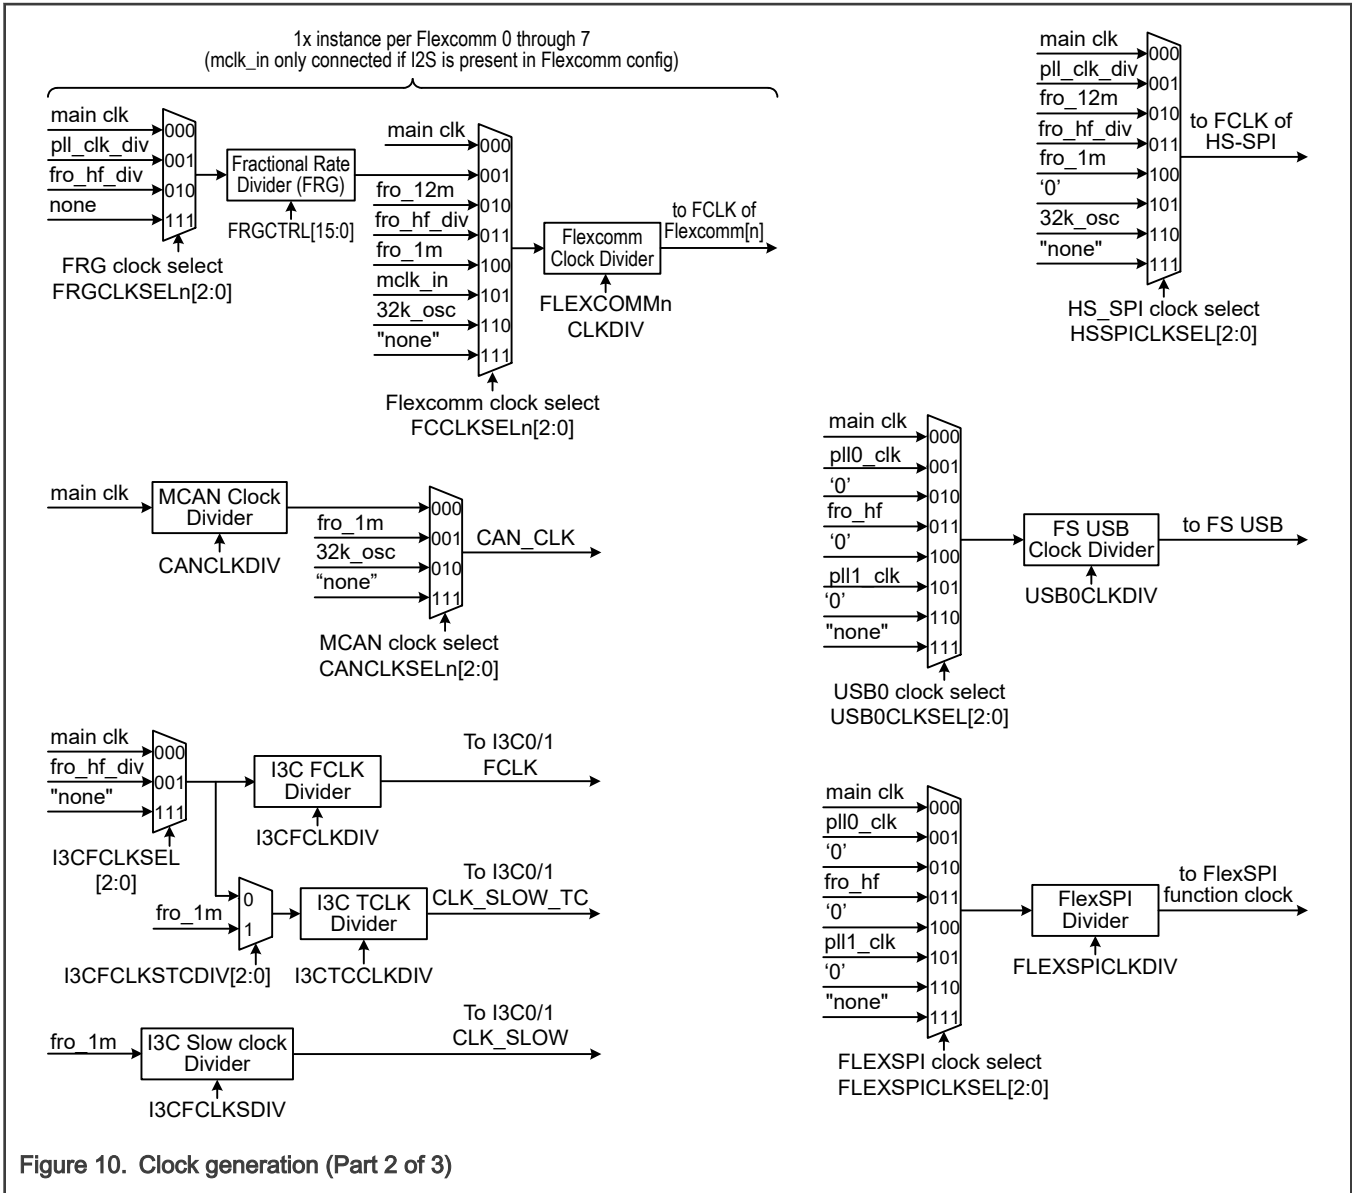 1x instance per Flexcomm 0 through 7
(mclk_in only connected if I2S is present in Flexcomm config)
main clk
pll_clk_div
fro_hf_div
none
000
001
010
111
FRG clock select
FRGCLKSELn[2:0]
Fractional Rate
Divider (FRG)
FRGCTRL[15:0]
main clk
fro_12m
fro_hf_div
fro_1m
mclk_in
32k_osc
"none"
000
001
010
011
100
101
110
111
Flexcomm clock select
FCCLKSELn[2:0]
Flexcomm
Clock Divider
FLEXCOMMn
CLKDIV
to FCLK of
Flexcomm[n]
main clk
pll_clk_div
fro_12m
fro_hf_div
fro_1m
‘0’
32k_osc
"none"
000
001
010
011
100
101
110
111
to FCLK of
HS-SPI
HS_SPI clock select
HSSPICLKSEL[2:0]
main clk
MCAN Clock
Divider
CANCLKDIV
fro_1m
32k_osc
“none”
000
001
010
111
CAN_CLK
MCAN clock select
CANCLKSELn[2:0]
main clk
pll0_clk
‘0’
fro_hf
‘0’
pll1_clk
‘0’
"none"
000
001
010
011
100
101
110
111
FS USB
Clock Divider
USB0CLKDIV
to FS USB
USB0 clock select
USB0CLKSEL[2:0]
main clk
fro_hf_div
"none"
000
001
111
I3CFCLKSEL
[2:0]
I3C FCLK
Divider
I3CFCLKDIV
To I3C0/1
FCLK
fro_1m
0
1
I3CFCLKSTCDIV[2:0]
I3C TCLK
Divider
I3CTCCLKDIV
To I3C0/1
CLK_SLOW_TC
fro_1m
I3C Slow clock
Divider
I3CFCLKSDIV
To I3C0/1
CLK_SLOW
main clk
pll0_clk
‘0’
fro_hf
‘0’
pll1_clk
‘0’
"none"
000
001
010
011
100
101
110
111
FlexSPI
Divider
FLEXSPICLKDIV
to FlexSPI
function clock
FLEXSPI clock select
FLEXSPICLKSEL[2:0]
Figure 10. Clock generation (Part 2 of 3)